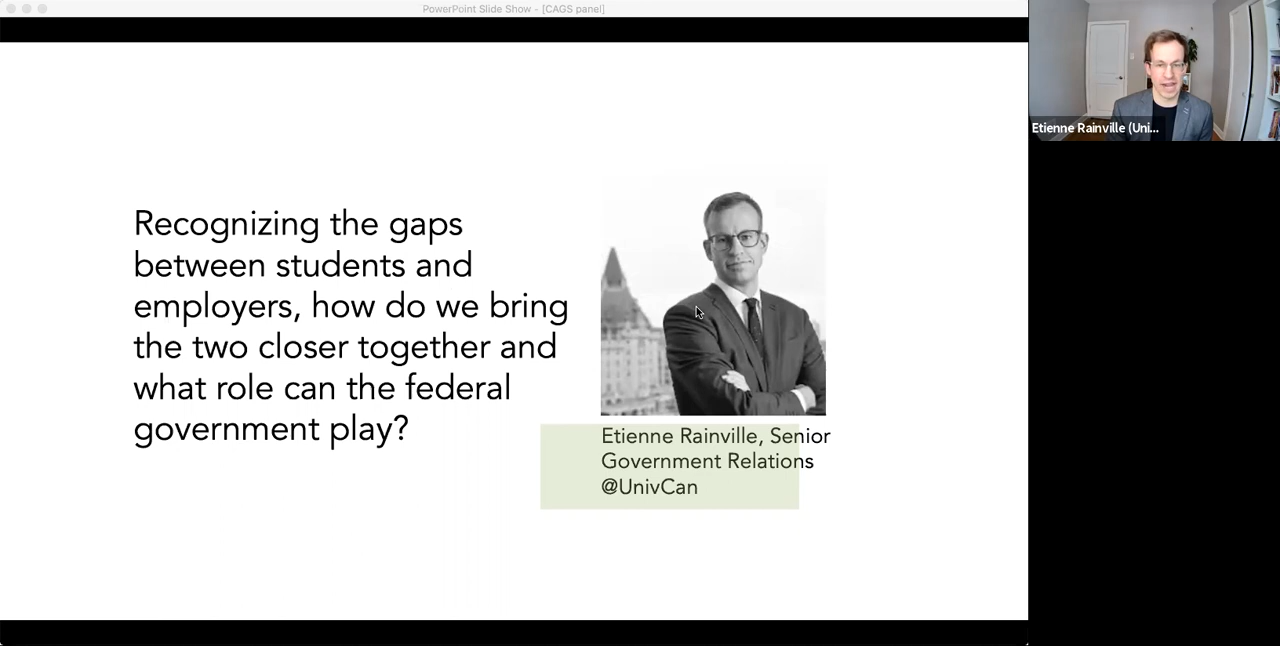 PowerPoint Slide Show - [CAGS panel]
Recognizing the gaps
between students and
employers, how do we bring
the two closer together and
what role can the federal
government play?
Etienne Rainville, Senior
Government Relations
@UnivCan
Etienne Rainville (Uni...